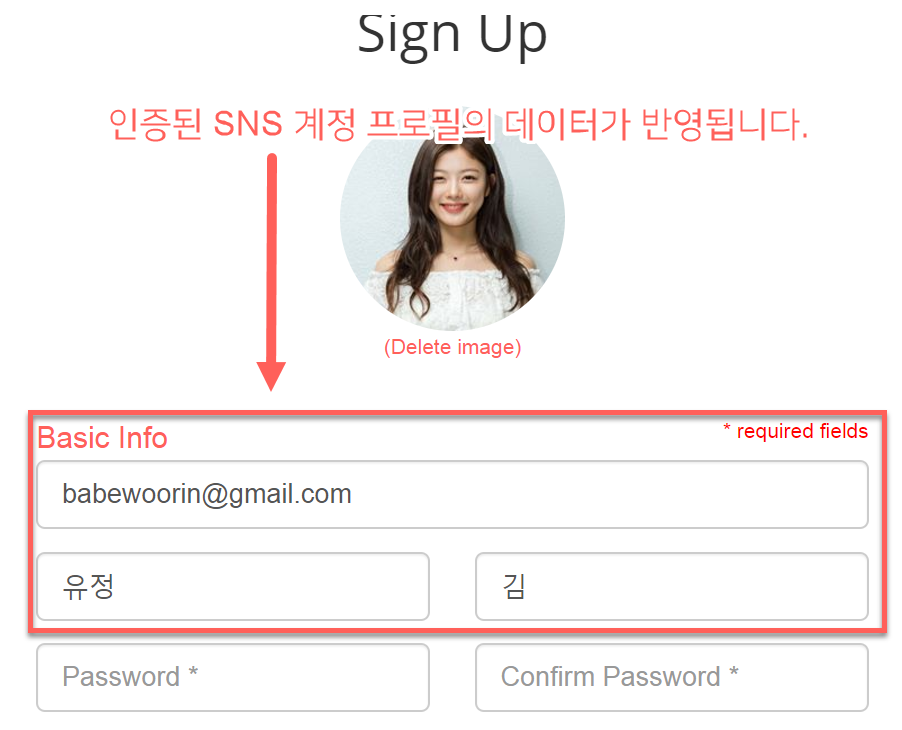 Sign Up
인증된 SNS 계정 프로필의 데이터가 반영됩니다.
(Delete image)
Basic Info
* required fields
babewoorin@gmail.com
유정
김
Password *
Confirm Password *